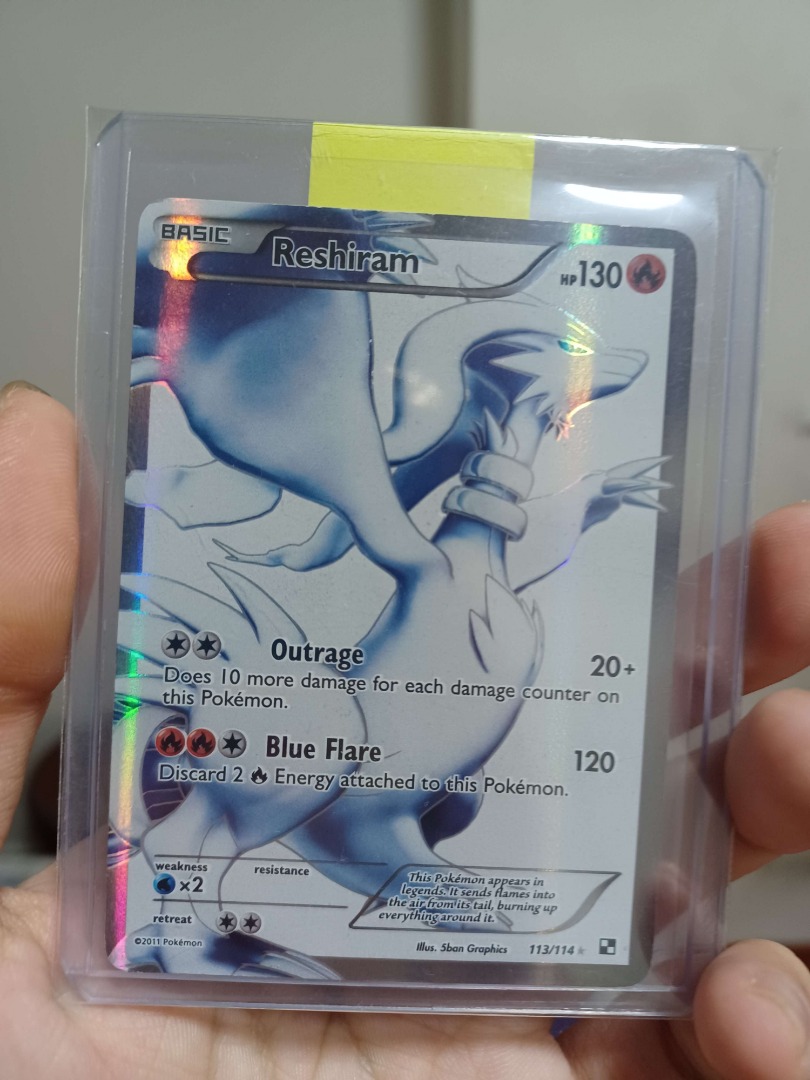 BASIC
Reshiram
HP130
Outrage
20+
Does 10 more damage for each damage counter on
this Pokémon.
Blue Flare
120
Discard 2 Energy attached to this Pokémon.
weakness
resistance
×2
retreat
This Pokémon appears in
legends. It sends flames into
the air from its tail, burning up
everything around it.
©2011 Pokémon
Illus. 5ban Graphics
113/114